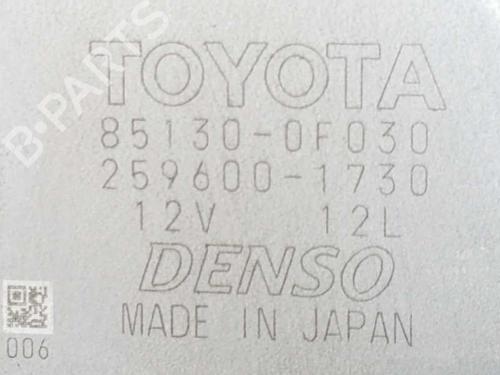 TOYOTA
85130-0F030
259600-1730
12V 12L
DENSO
MADE IN JAPAN
006
B-PARTS